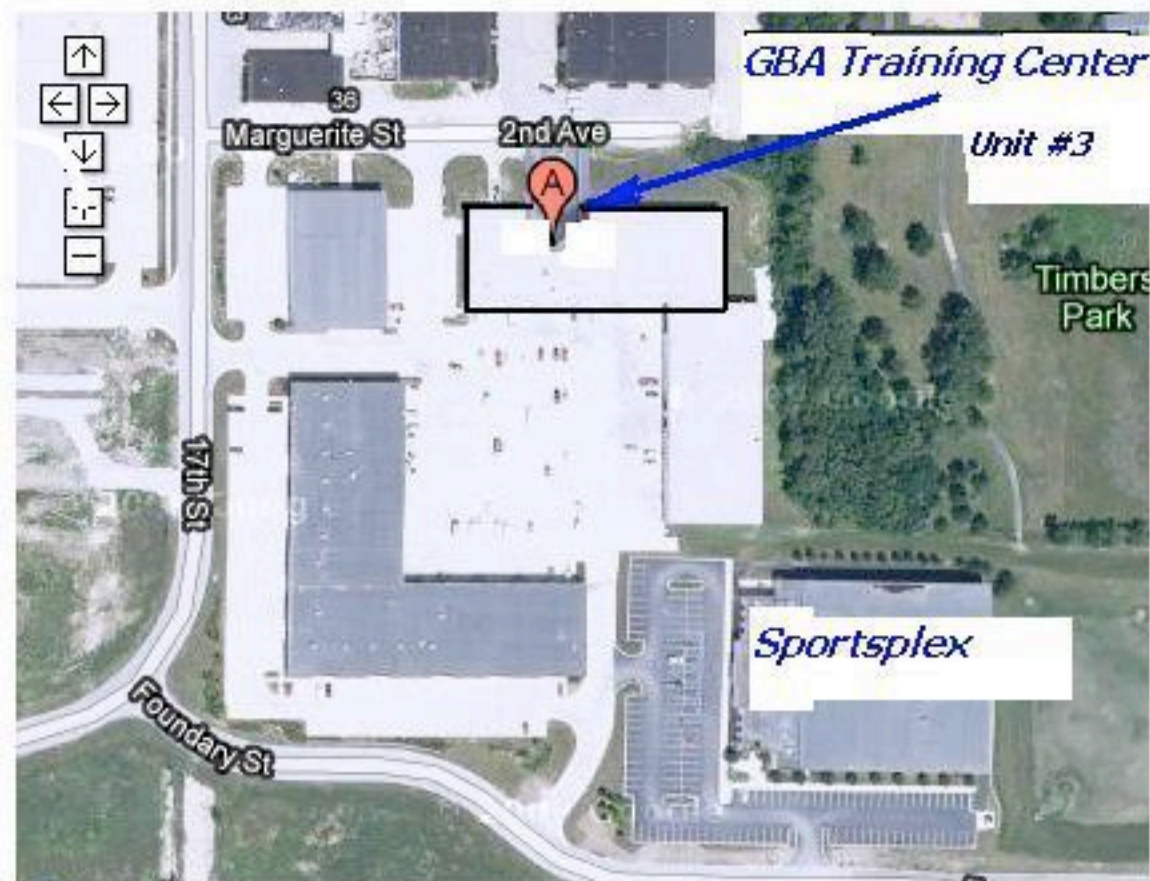 GBA Training Center
Unit #3
36
Marguerite St
2nd Ave
A
Timbers
Park
17th St
Sportsplex
Foundary St